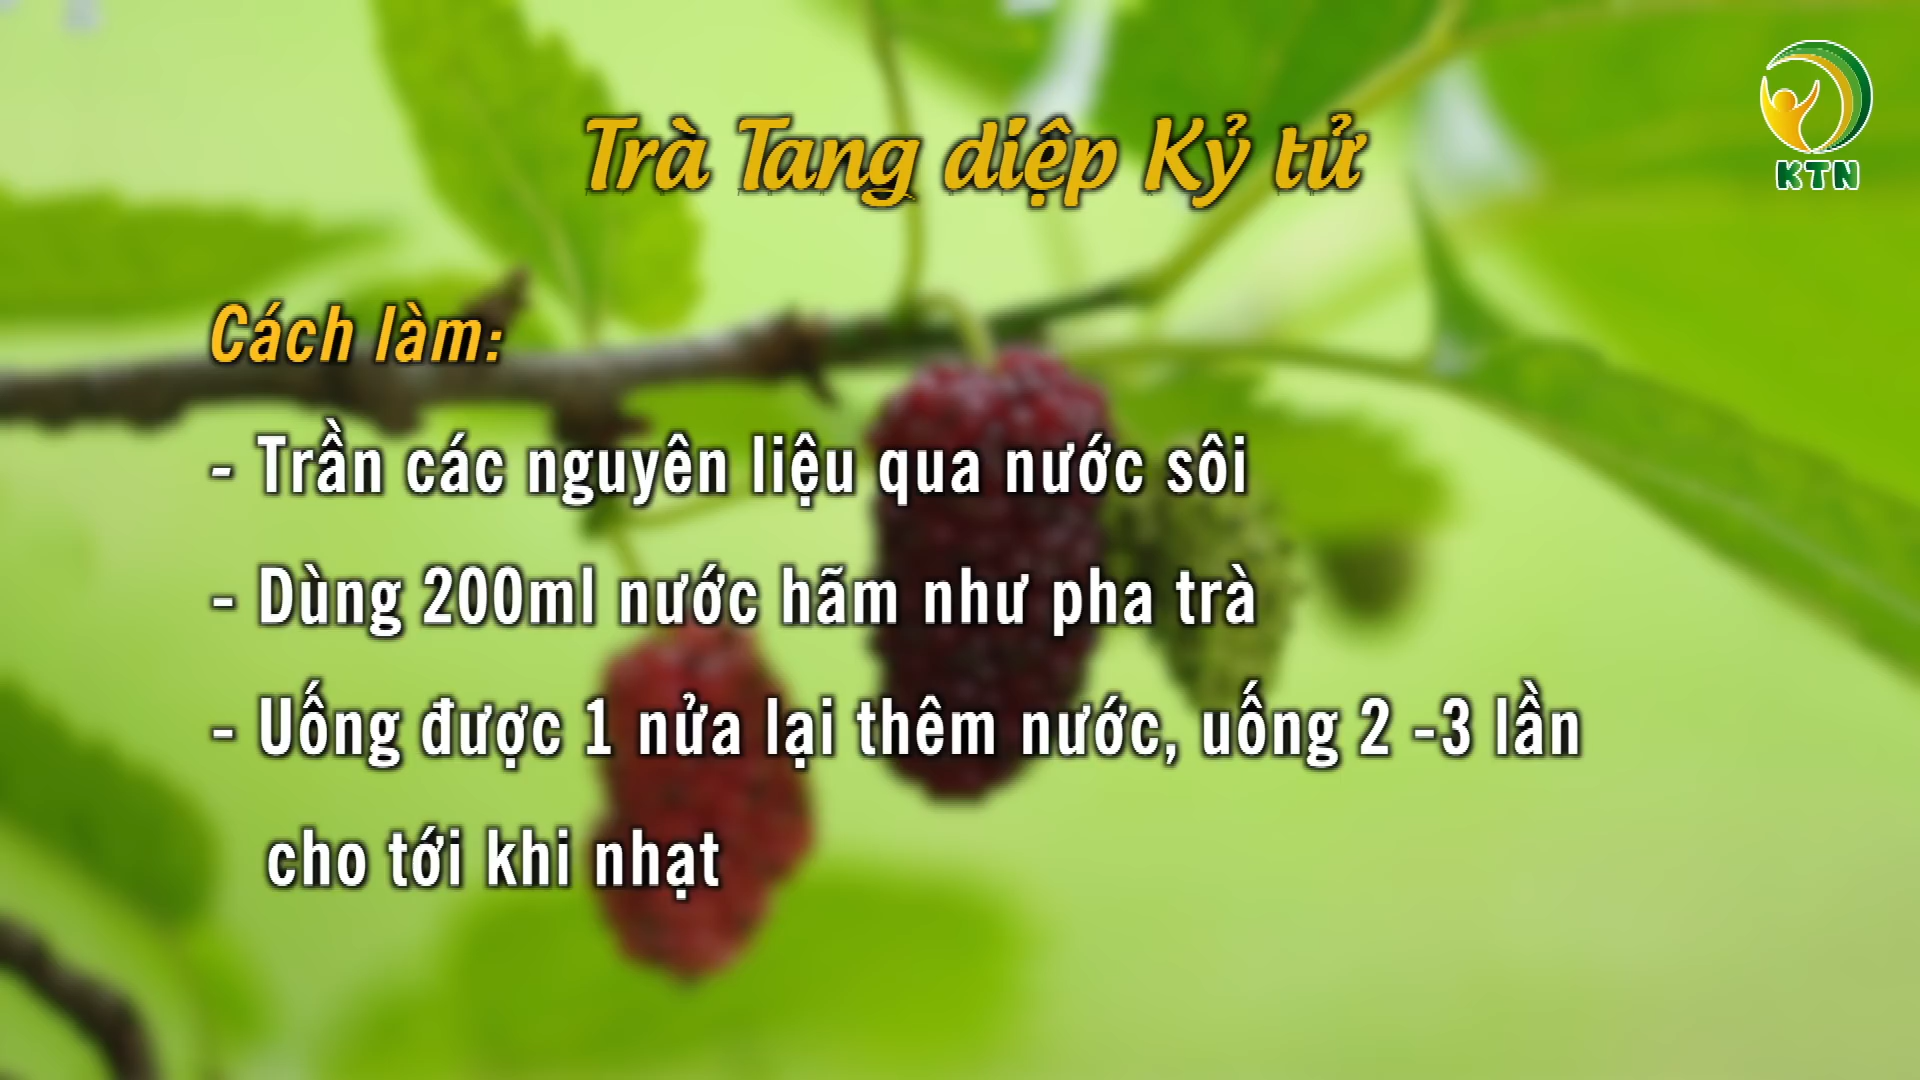 Trà Tang diệp Kỷ tử
KTN
Cách làm:
- Trần các nguyên liệu qua nước sôi
- Dùng 200ml nước hãm như pha trà
- Uống được 1 nửa lại thêm nước, uống 2 -3 lần
cho tới khi nhạt